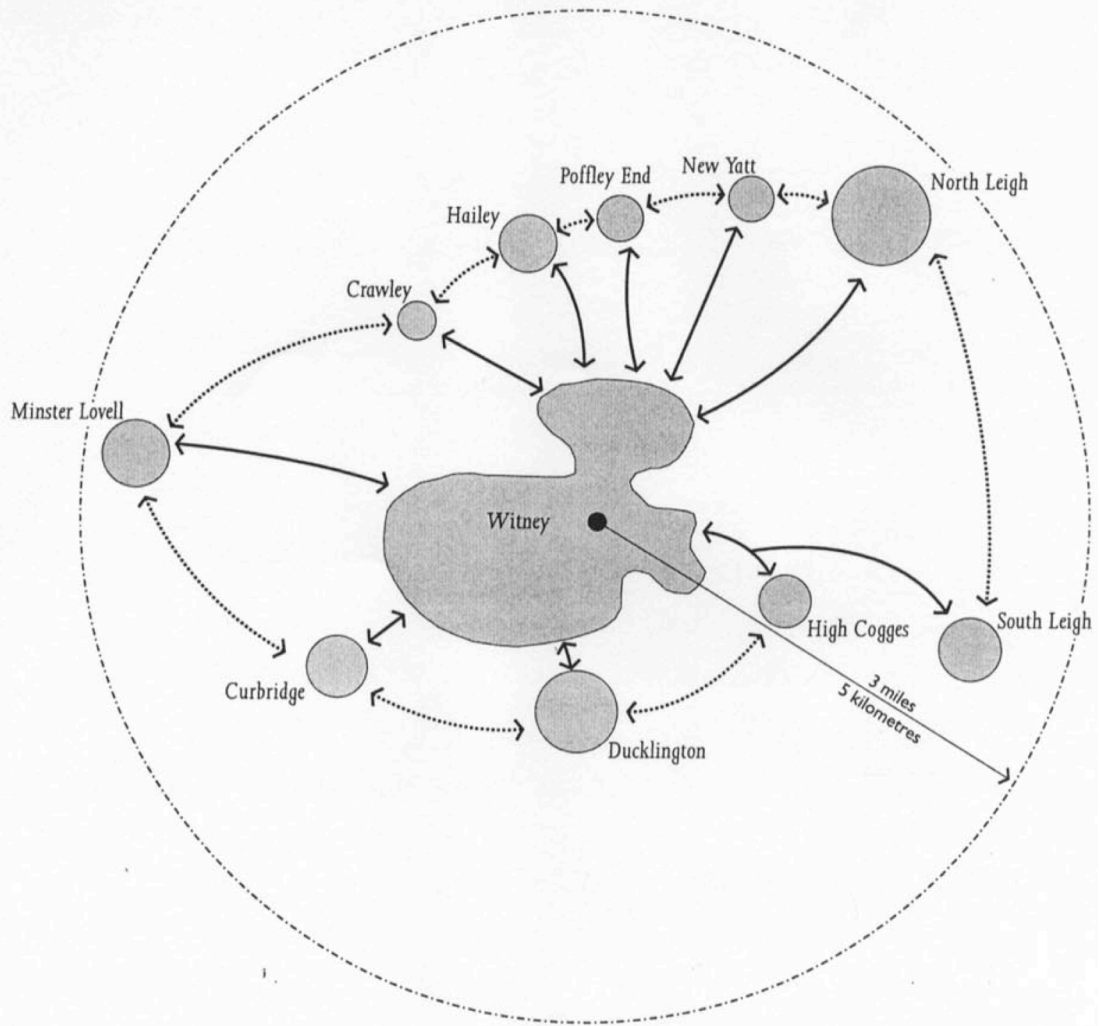 New Yatt
North Leigh
Poffley End
Hailey
Crawley
Minster Lovell
Witney
High Cogges
South Leigh
Curbridge
3 miles
5 kilometres
Ducklington